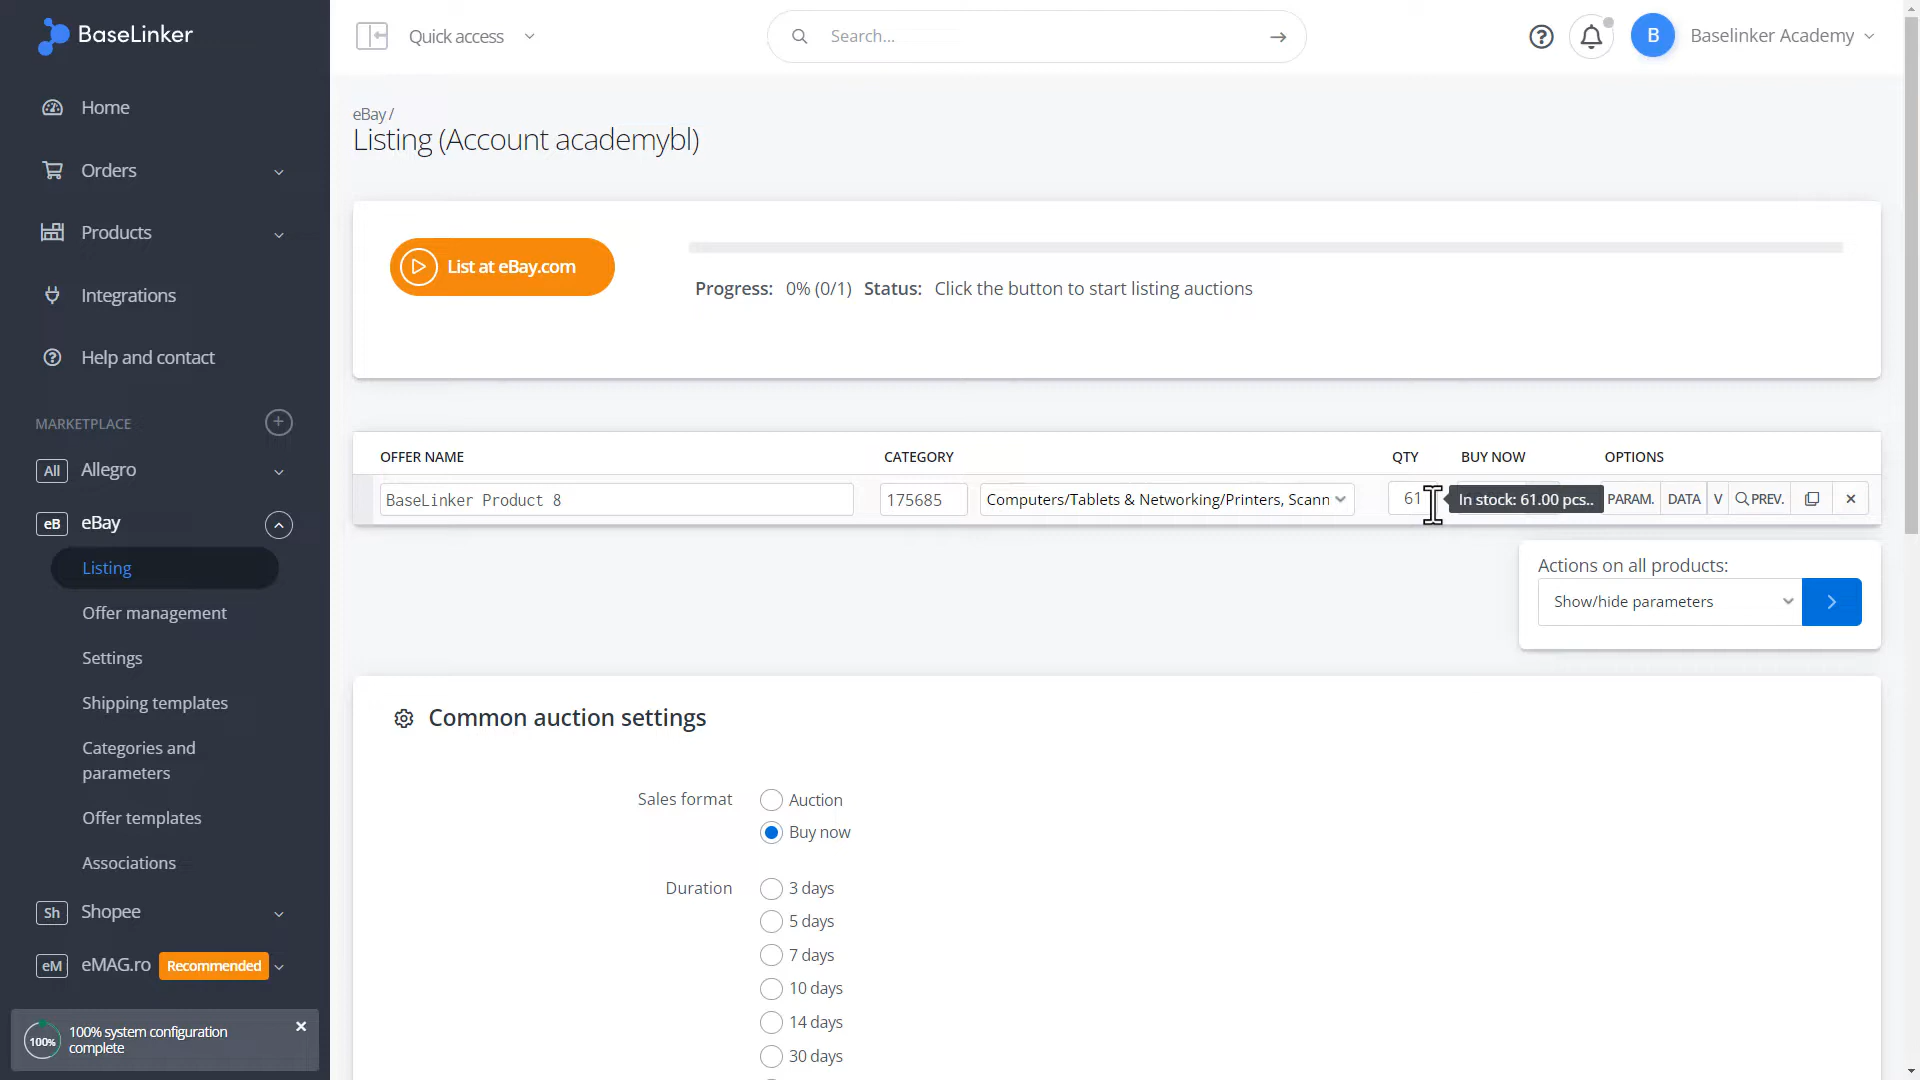 BaseLinker
Quick access
Search...
B
Baselinker Academy
Home
Orders
Products
Integrations
Help and contact
MARKETPLACE
All Allegro
eB eBay
Listing
Offer management
Settings
Shipping templates
Categories and
parameters
Offer templates
Associations
Sh Shopee
eM eMAG.ro Recommended
100%
100% system configuration
complete
eBay /
Listing (Account academybl)
List at eBay.com
Progress: 0% (0/1) Status: Click the button to start listing auctions
OFFER NAME CATEGORY QTY BUY NOW OPTIONS
BaseLinker Product 8 175685 Computers/Tablets & Networking/Printers, Scann 61 In stock: 61.00 pcs.. PARAM. DATA V PREV.
Actions on all products:
Show/hide parameters
Common auction settings
Sales format Auction
Buy now
Duration 3 days
5 days
7 days
10 days
14 days
30 days